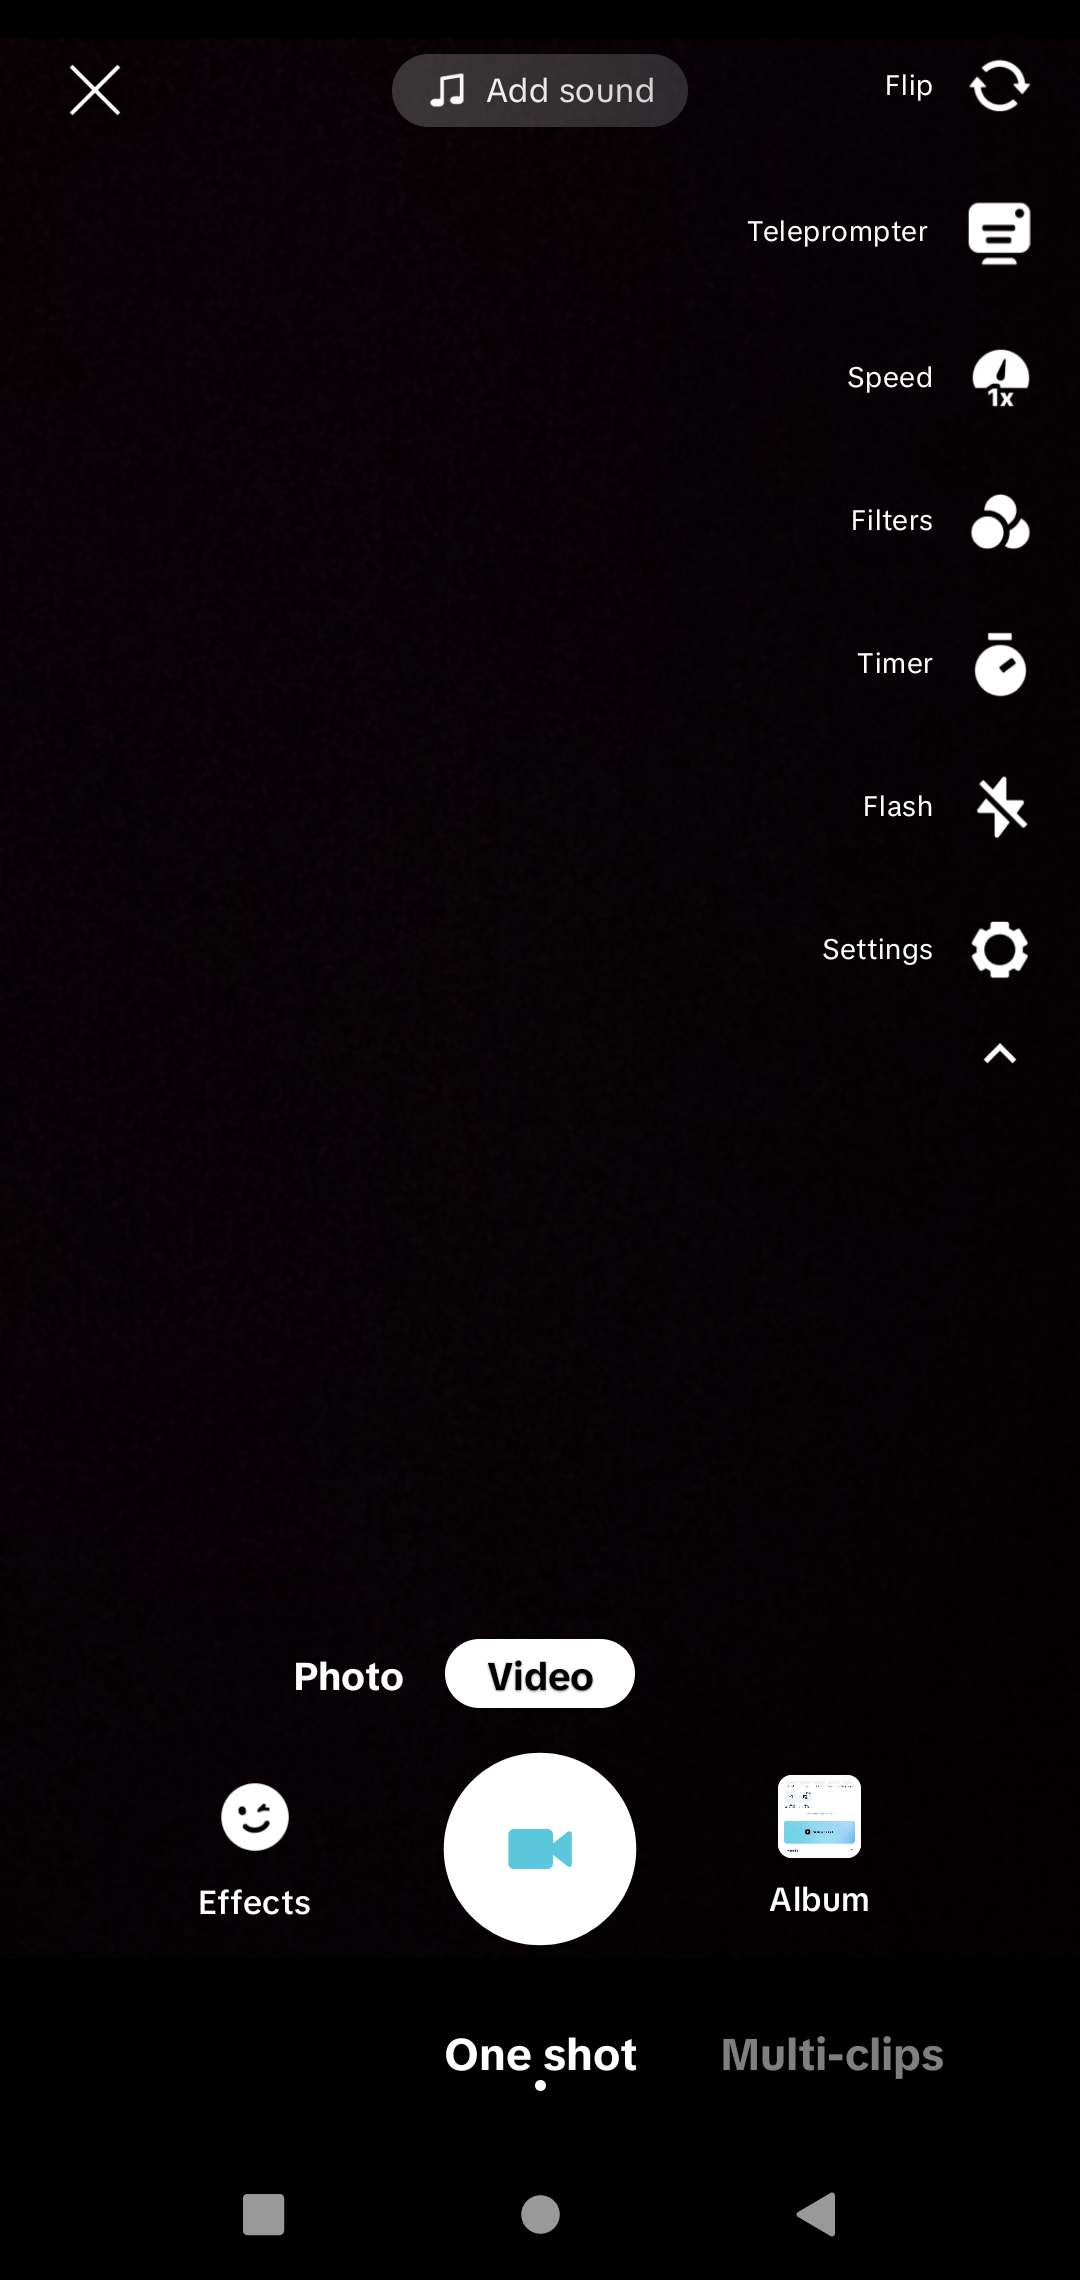 Add sound
Flip
Teleprompter
Speed
1x
Filters
Timer
Flash
Settings
Photo
Video
Effects
Album
One shot
Multi-clips